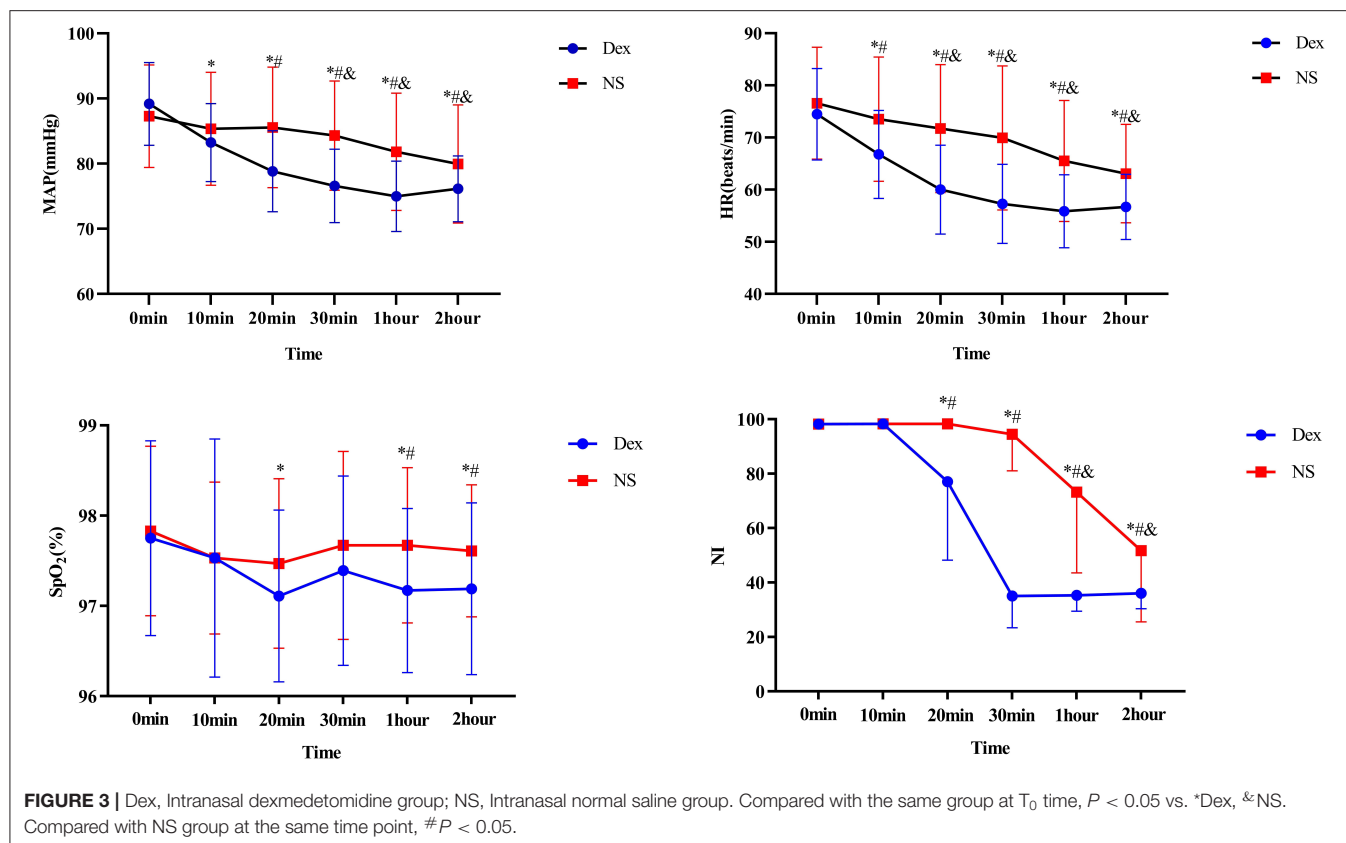 100
90
80
70
60
MAP(mmHg)
*
*#
*#&
*#&
*#&
Dex
NS
0min 10min 20min 30min 1hour 2hour
Time
90
80
70
60
50
40
HR(beats/min)
*#
*#&
*#&
*#&
*#&
Dex
NS
0min 10min 20min 30min 1hour 2hour
Time
99
98
97
96
SpO₂(%)
*
*#
*#
Dex
NS
0min 10min 20min 30min 1hour 2hour
Time
100
80
60
40
20
0
NI
*#
*#
*#&
*#&
Dex
NS
0min 10min 20min 30min 1hour 2hour
Time
FIGURE 3 | Dex, Intranasal dexmedetomidine group; NS, Intranasal normal saline group. Compared with the same group at T₀ time, P < 0.05 vs. *Dex, &NS.
Compared with NS group at the same time point, #P < 0.05.